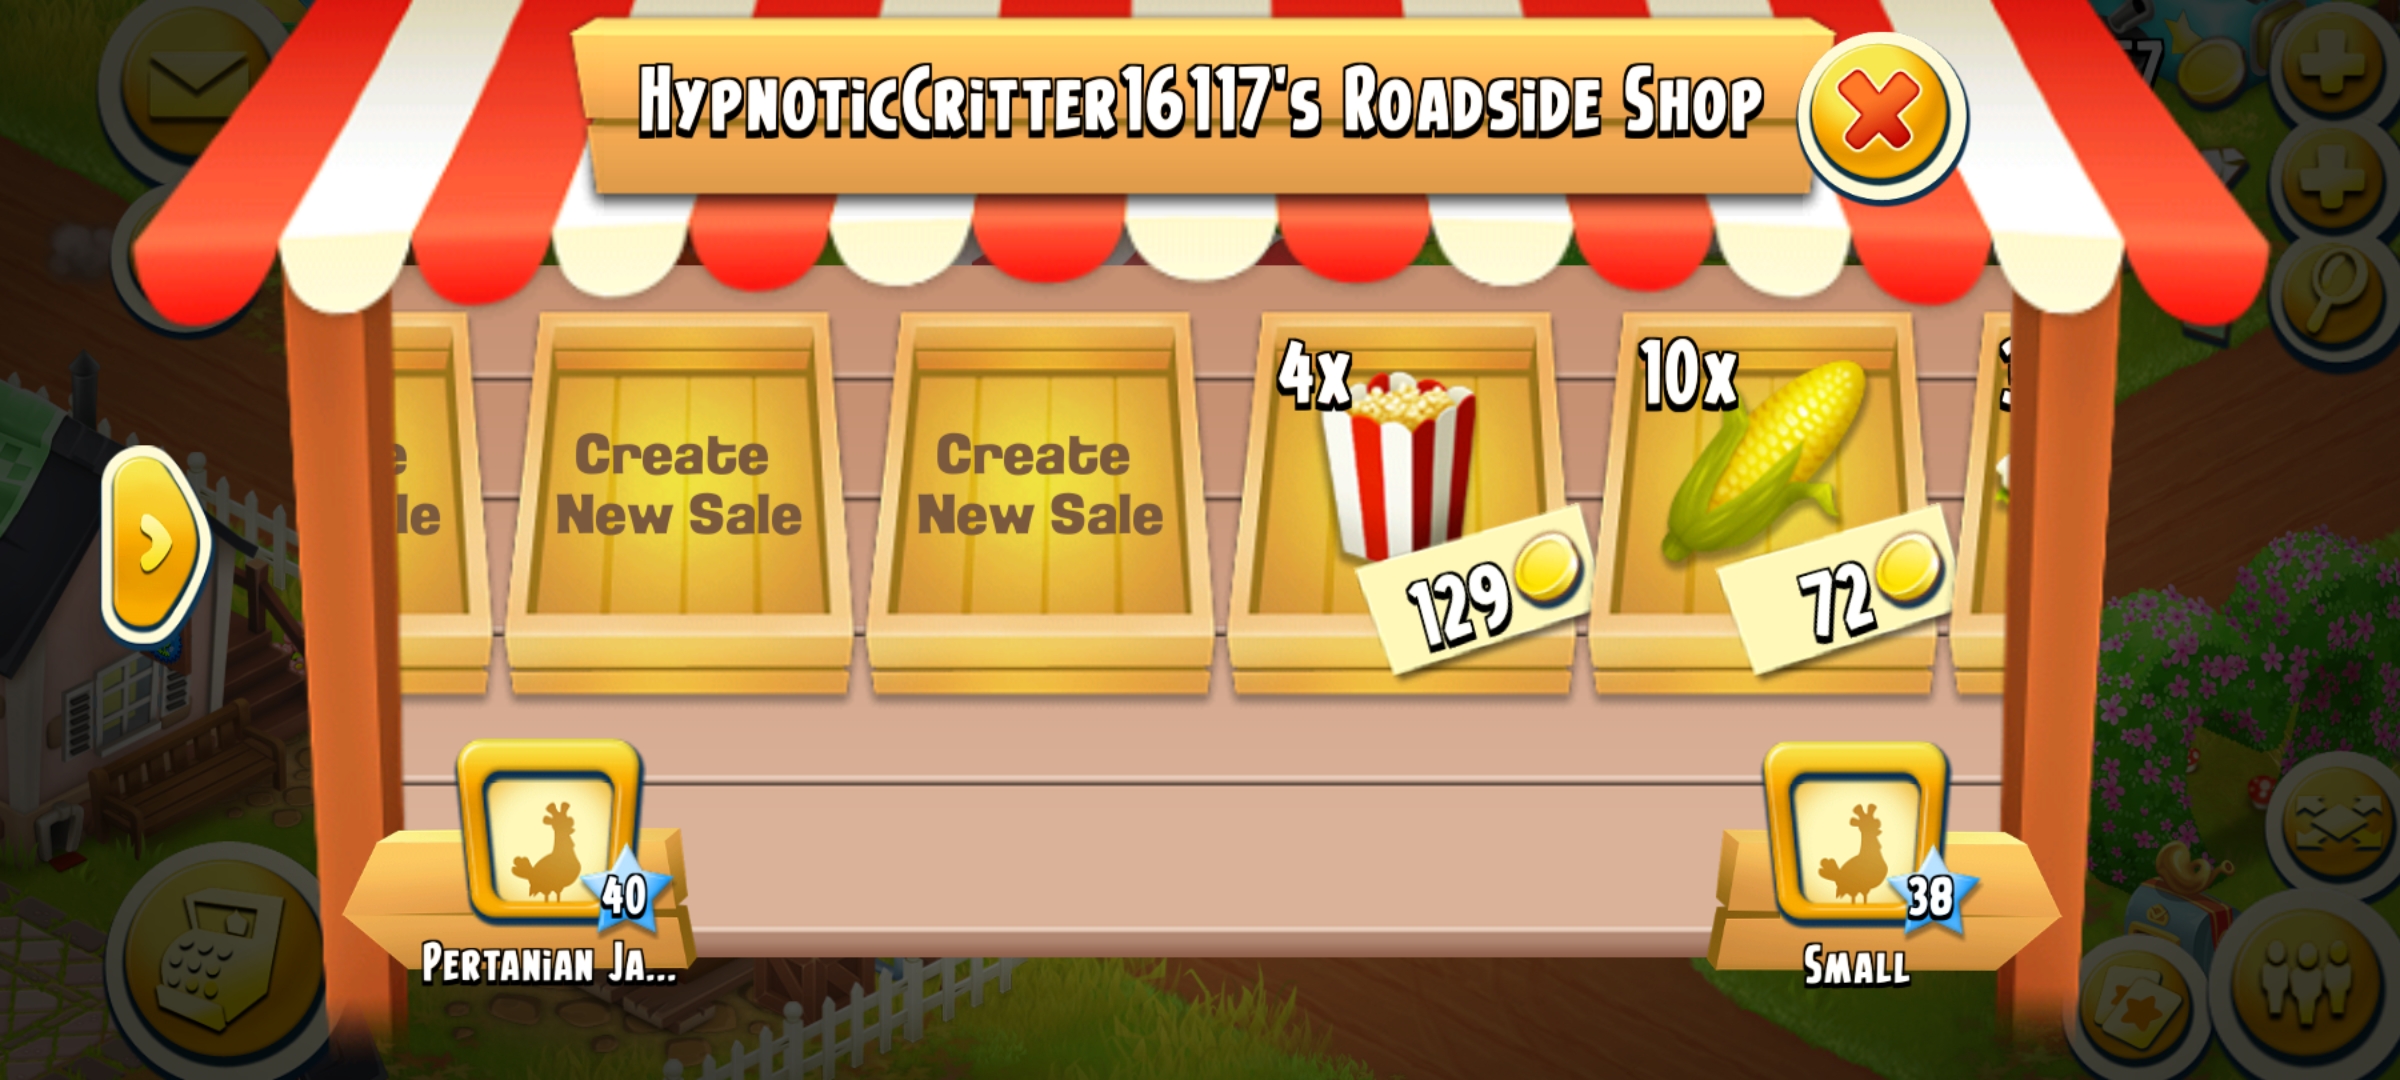 HypnoticCritter16117's Roadside Shop
Create
New Sale
Create
New Sale
4x
129
10x
72
40
Pertanian Ja...
38
Small